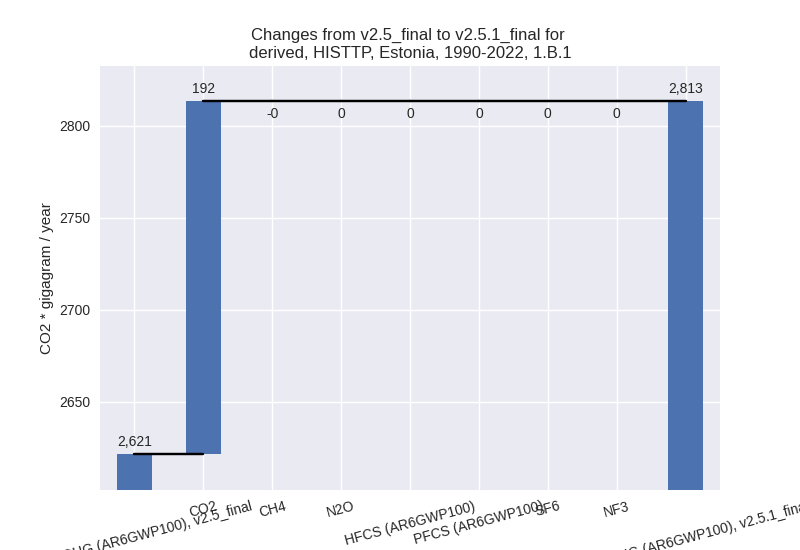 Changes from v2.5_final to v2.5.1_final for
derived, HISTTP, Estonia, 1990-2022, 1.B.1
192
2,813
-0
0
0
0
0
0
2,621
2800
2750
2700
2650
CO2 * gigagram / year
(AR6GWP100), v2.5_final
CO2
CH4
N2O
HFCS (AR6GWP100)
PFCS (AR6GWP100)
SF6
NF3
(AR6GWP100), v2.5.1_final